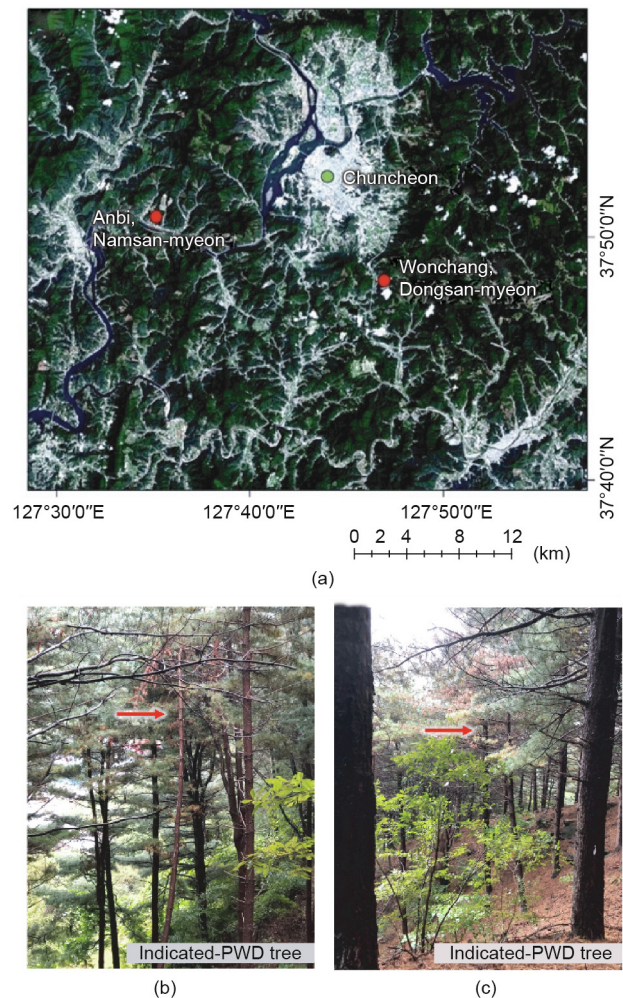 Chuncheon
Anbi,
Namsan-myeon
Wonchang,
Dongsan-myeon
37°50′0″N
37°40′0″N
127°30′0″E
127°40′0″E
127°50′0″E
0 2 4 8 12 (km)
(a)
Indicated-PWD tree
Indicated-PWD tree
(b)
(c)